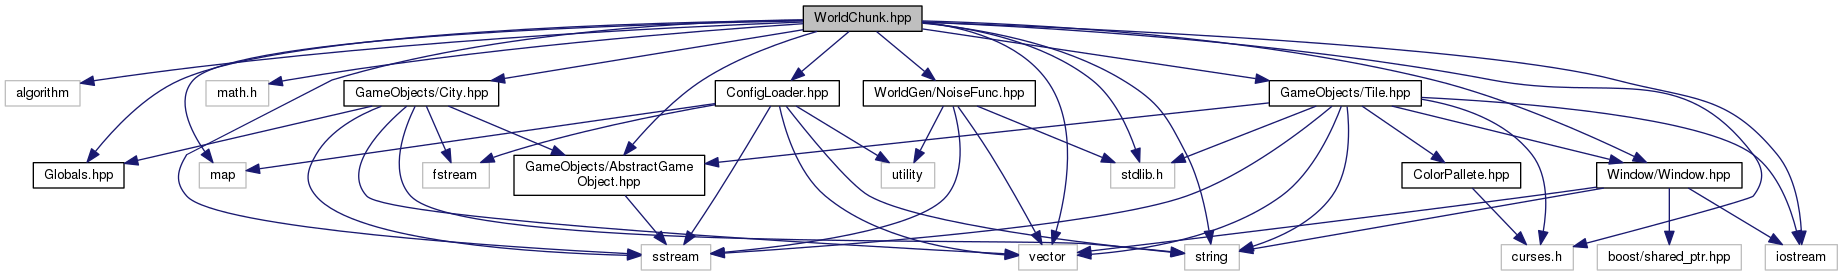 WorldChunk.hpp
algorithm
math.h
GameObjects/City.hpp
ConfigLoader.hpp
WorldGen/NoiseFunc.hpp
GameObjects/Tile.hpp
Globals.hpp
map
fstream
GameObjects/AbstractGame
Object.hpp
utility
stdlib.h
ColorPallete.hpp
Window/Window.hpp
sstream
vector
string
curses.h
boost/shared_ptr.hpp
iostream